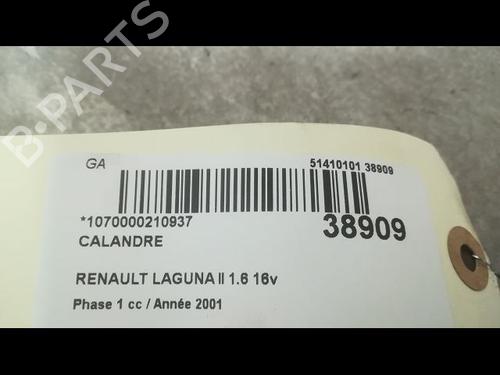 B-PARTS
GA
51410101 38909
*1070000210937
38909
CALANDRE
RENAULT LAGUNA II 1.6 16v
Phase 1 cc / Année 2001